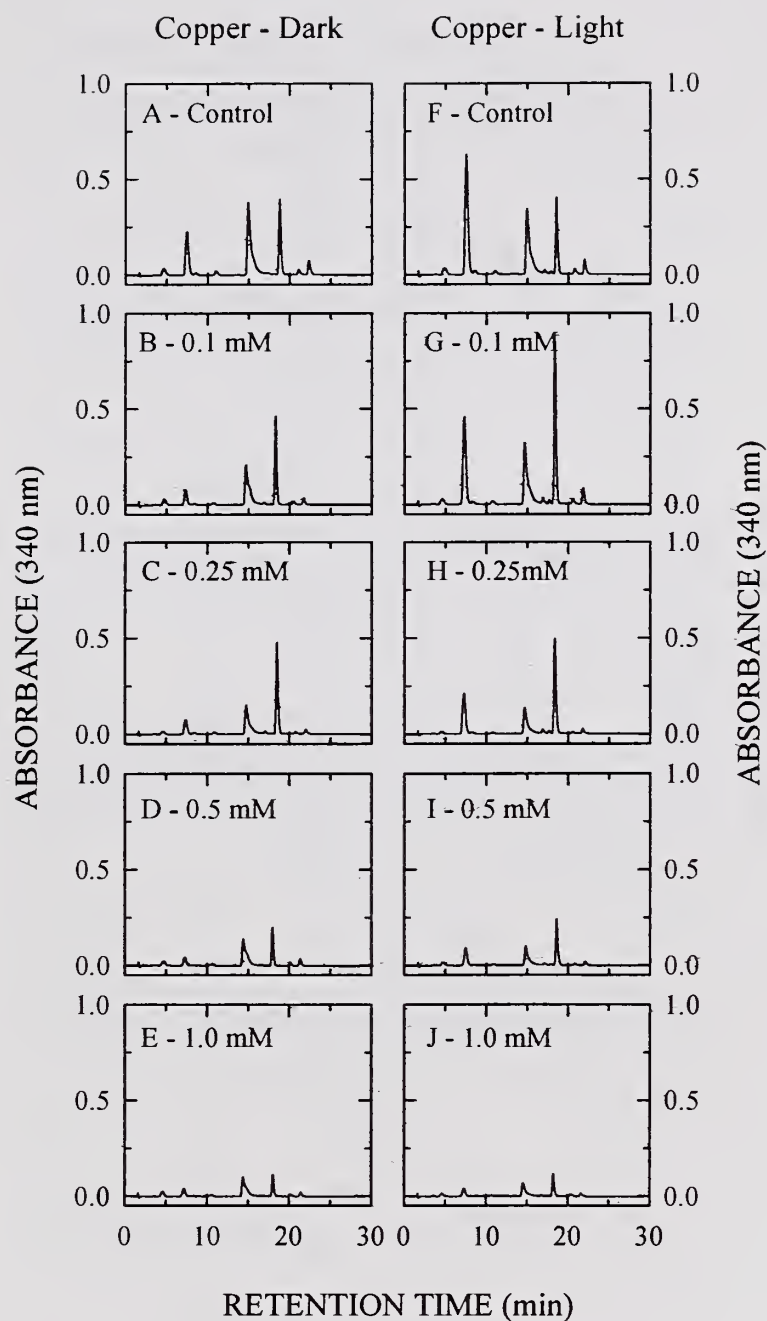 Copper - Dark Copper - Light
1.0 A - Control F - Control 1.0
0.5 0.5
0.0 0.0
1.0 B - 0.1 mM G - 0.1 mM 1.0
0.5 0.5
0.0 0.0
1.0 C - 0.25 mM H - 0.25mM 1.0
0.5 0.5
0.0 0.0
1.0 D - 0.5 mM I - 0.5 mM 1.0
0.5 0.5
0.0 0.0
1.0 E - 1.0 mM J - 1.0 mM 1.0
0.5 0.5
0.0 0.0
0 10 20 30 0 10 20 30
ABSORBANCE (340 nm)
ABSORBANCE (340 nm)
RETENTION TIME (min)